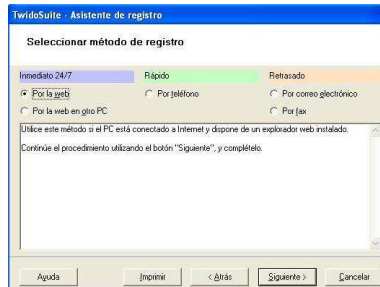 TwidoSuite - Asistente de registro
Seleccionar método de registro
Inmediato 24/7 Rápido Retrasado
Por la web Por teléfono Por correo electrónico
Por la web en otro PC Por fax
Utilice este método si el PC está conectado a Internet y dispone de un explorador web instalado.
Continúe el procedimiento utilizando el botón "Siguiente", y complételo.
Ayuda Imprimir < Atrás Siguiente > Cancelar